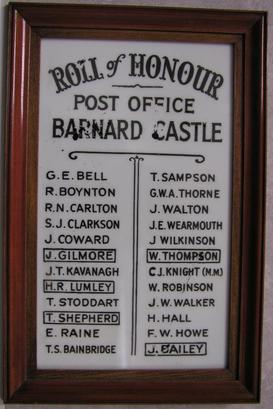 ROLL of HONOUR
POST OFFICE
BARNARD CASTLE
G.E. BELL
R. BOYNTON
R.N. CARLTON
S.J. CLARKSON
J. COWARD
J. GILMORE
J.T. KAVANAGH
H.R. LUMLEY
T. STODDART
T. SHEPHERD
E. RAINE
T.S. BAINBRIDGE
T. SAMPSON
G.W.A. THORNE
J. WALTON
J.E. WEARMOUTH
J WILKINSON
W. THOMPSON
C.J. KNIGHT (M.M)
W. ROBINSON
J.W. WALKER
H. HALL
F.W. HOWE
J. BAILEY